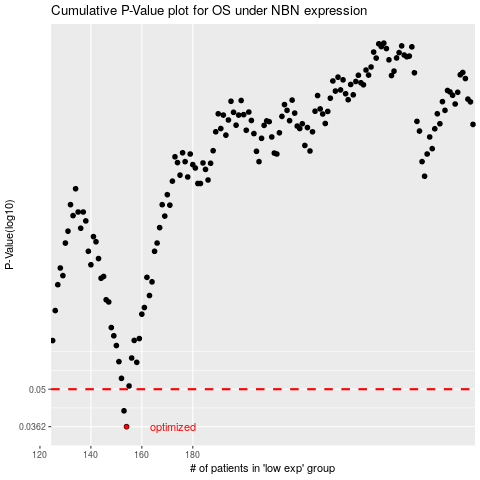 Cumulative P-Value plot for OS under NBN expression
P-Value(log10)
0.05
0.0362
optimized
120 140 160 180
# of patients in 'low exp' group